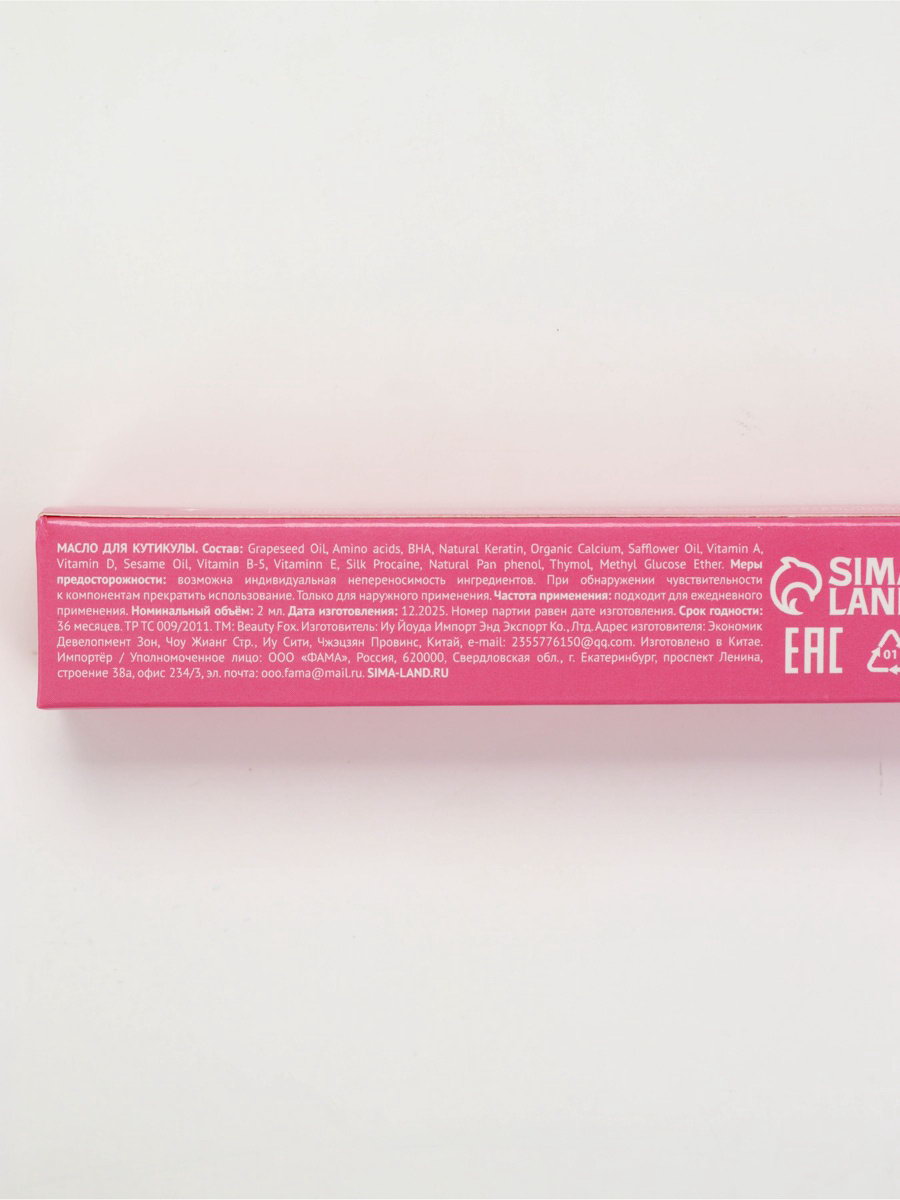 МАСЛО ДЛЯ КУТИКУЛЫ. Состав: Grapeseed Oil, Amino acids, BHA, Natural Keratin, Organic Calcium, Safflower Oil, Vitamin A,
Vitamin D, Sesame Oil, Vitamin B-5, Vitaminn E, Silk Procaine, Natural Pan phenol, Thymol, Methyl Glucose Ether. Меры
предосторожности: возможна индивидуальная непереносимость ингредиентов. При обнаружении чувствительности
к компонентам прекратить использование. Только для наружного применения. Частота применения: подходит для ежедневного
применения. Номинальный объём: 2 мл. Дата изготовления: 12.2025. Номер партии равен дате изготовления. Срок годности:
36 месяцев. ТР ТС 009/2011. ТМ: Beauty Fox. Изготовитель: Иу Йоуда Импорт Энд Экспорт Ко., Лтд. Адрес изготовителя: Экономик
Девелопмент Зон, Чоу Жианг Стр., Иу Сити, Чжэцзян Провинс, Китай, e-mail: 2355776150@qq.com. Изготовлено в Китае.
Импортёр / Уполномоченное лицо: ООО «ФАМА», Россия, 620000, Свердловская обл., г. Екатеринбург, проспект Ленина,
строение 38а, офис 234/3, эл. почта: ooo.fama@mail.ru. SIMA-LAND.RU
SIMA
LAND
EAC
01